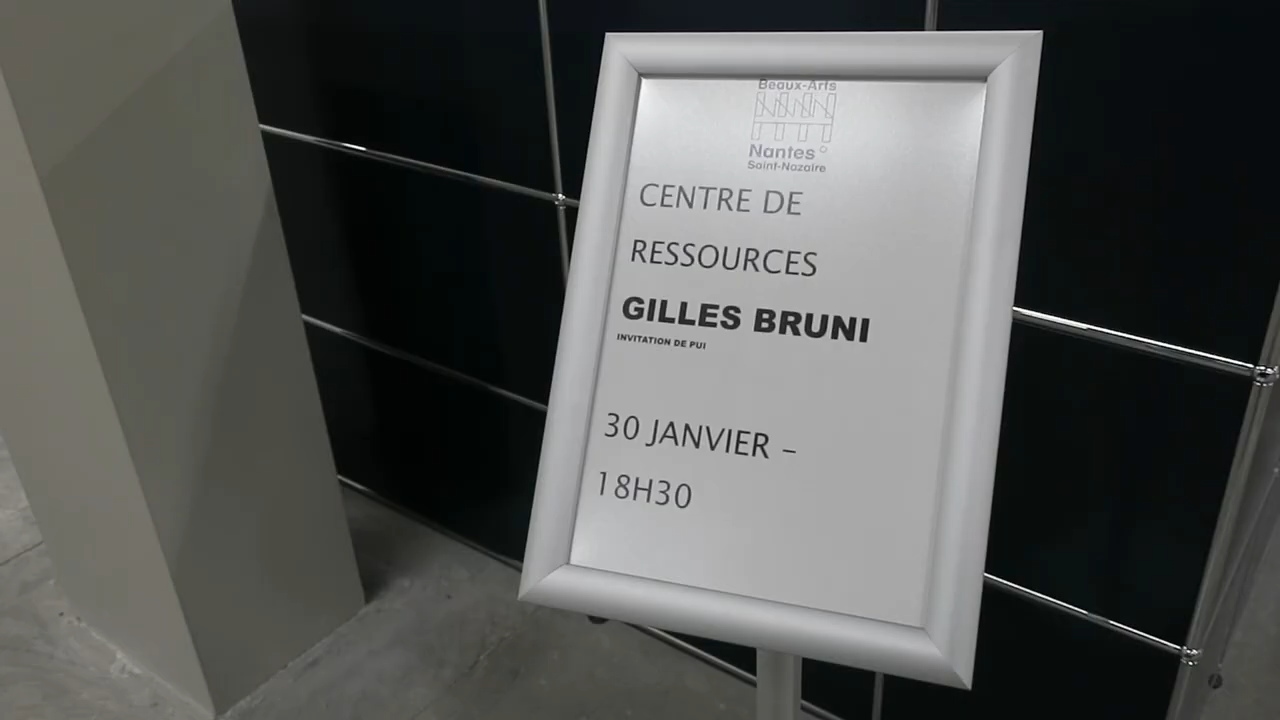 Beaux-Arts
Nantes
Saint-Nazaire
CENTRE DE
RESSOURCES
GILLES BRUNI
INVITATION DE PUI
30 JANVIER –
18H30